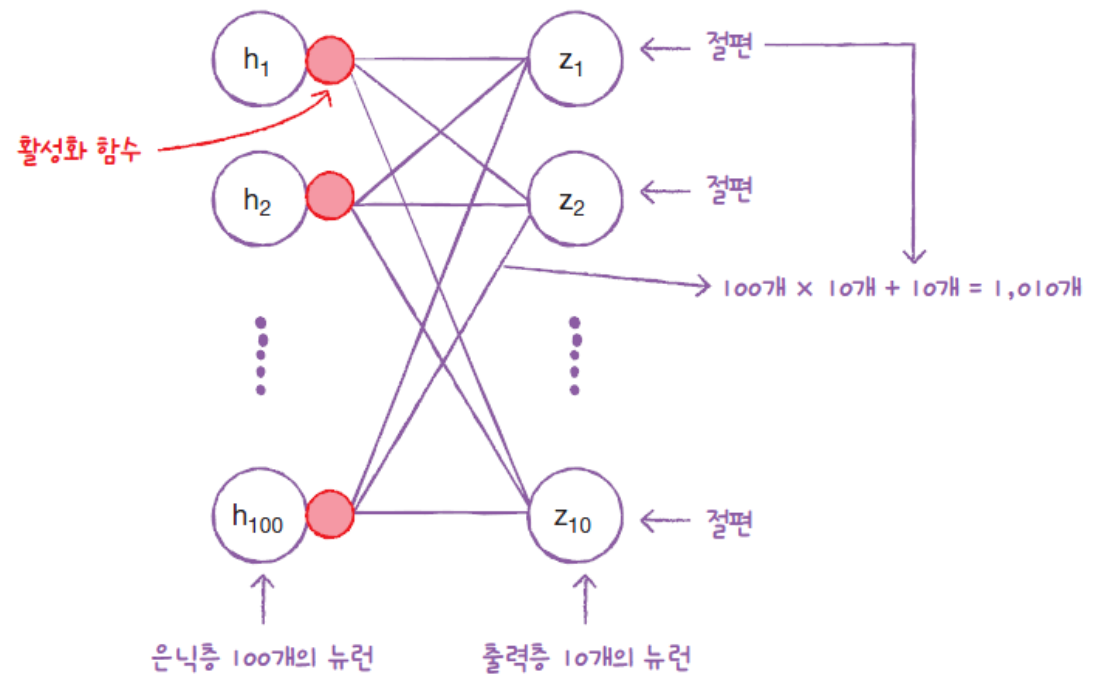 h1
z1
절편
활성화 함수
h2
z2
절편
100개 × 10개 + 10개 = 1,010개
h100
z10
절편
은닉층 100개의 뉴런
출력층 10개의 뉴런